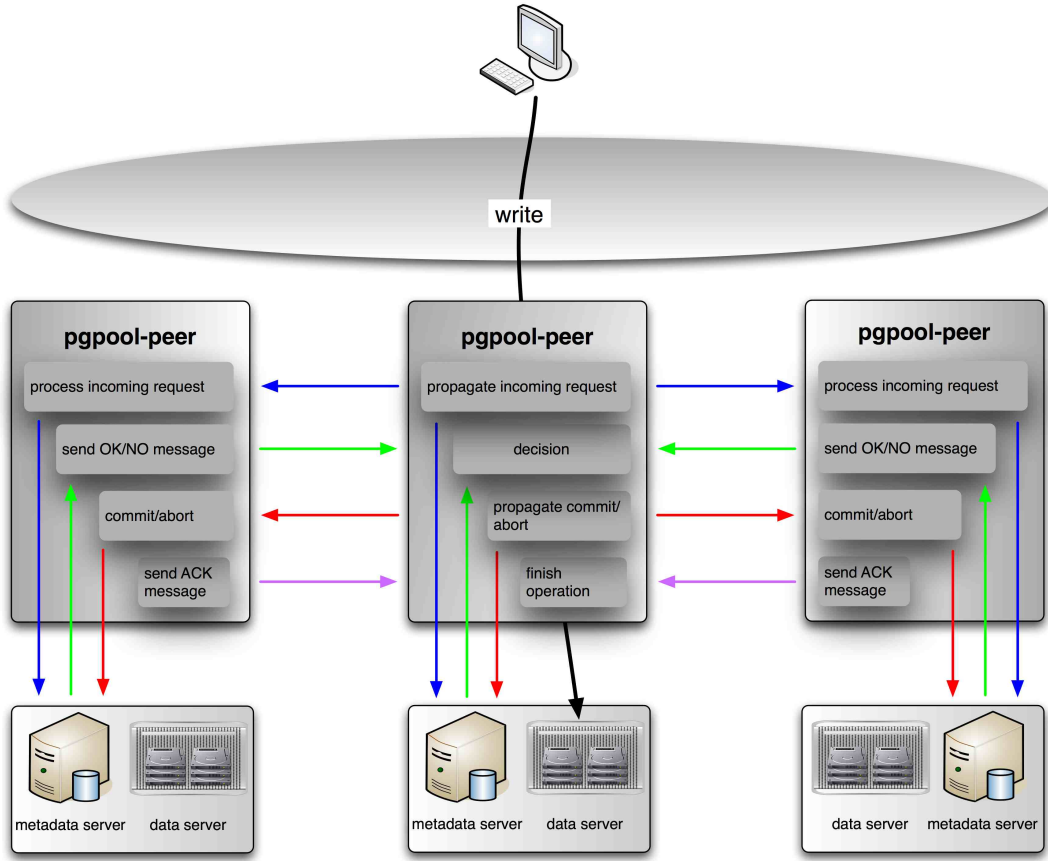 write
pgpool-peer
process incoming request
send OK/NO message
commit/abort
send ACK
message
pgpool-peer
propagate incoming request
decision
propagate commit/
abort
finish
operation
pgpool-peer
process incoming request
send OK/NO message
commit/abort
send ACK
message
metadata server
data server
metadata server
data server
data server
metadata server